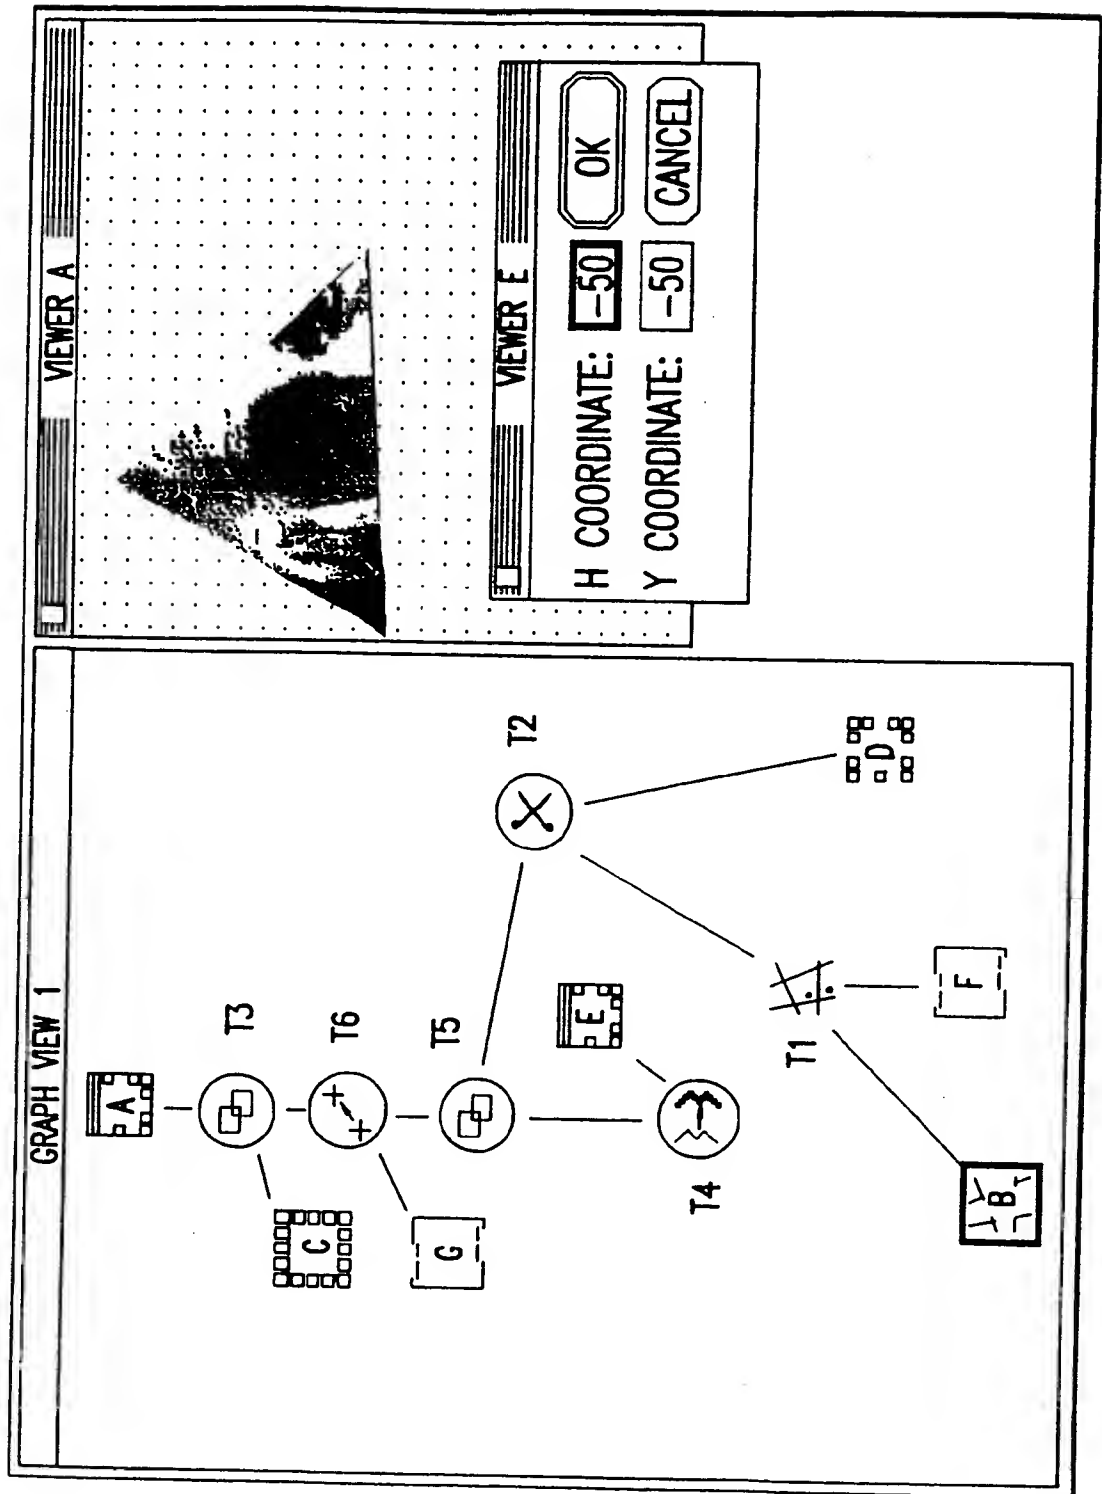 GRAPH VIEW 1
A
T3
C
T6
G
T5
T2
E
T4
T1
D
F
B
VIEWER A
VIEWER E
H COORDINATE: -50 OK
Y COORDINATE: -50 CANCEL